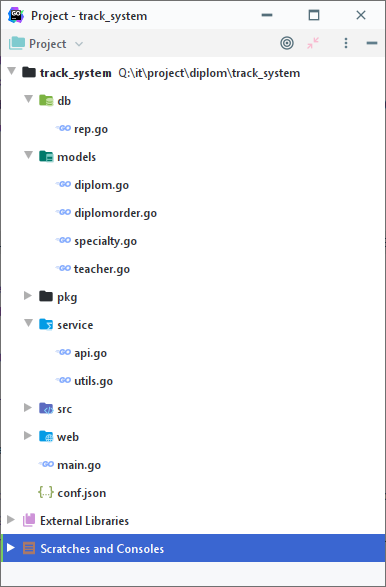 Project - track_system
Project
track_system Q:\it\project\diplom\track_system
db
rep.go
models
diplom.go
diplomorder.go
specialty.go
teacher.go
pkg
service
api.go
utils.go
src
web
main.go
conf.json
External Libraries
Scratches and Consoles